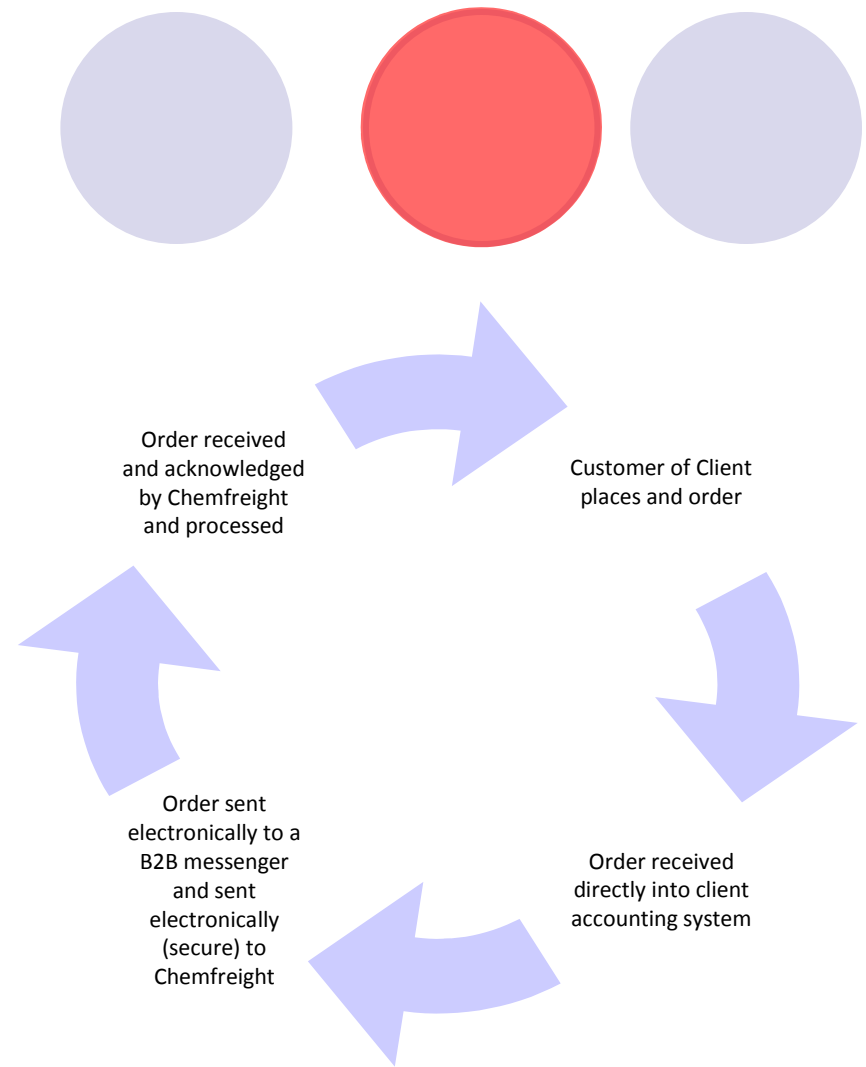 Order received
and acknowledged
by Chemfreight
and processed
Customer of Client
places and order
Order received
directly into client
accounting system
Order sent
electronically to a
B2B messenger
and sent
electronically
(secure) to
Chemfreight